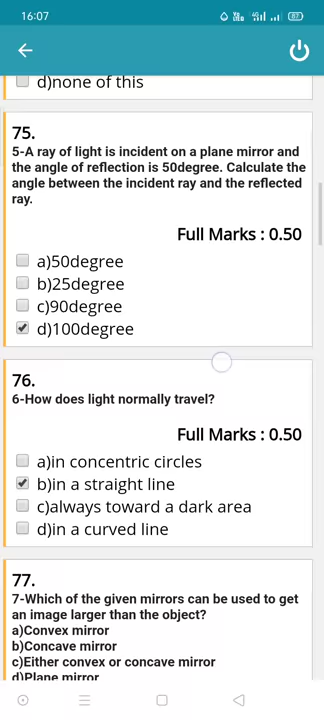 16:07
87
d)none of this
75.
5-A ray of light is incident on a plane mirror and
the angle of reflection is 50degree. Calculate the
angle between the incident ray and the reflected
ray.
Full Marks : 0.50
a)50degree
b)25degree
c)90degree
d)100degree
76.
6-How does light normally travel?
Full Marks : 0.50
a)in concentric circles
b)in a straight line
c)always toward a dark area
d)in a curved line
77.
7-Which of the given mirrors can be used to get
an image larger than the object?
a)Convex mirror
b)Concave mirror
c)Either convex or concave mirror
d)Plane mirror